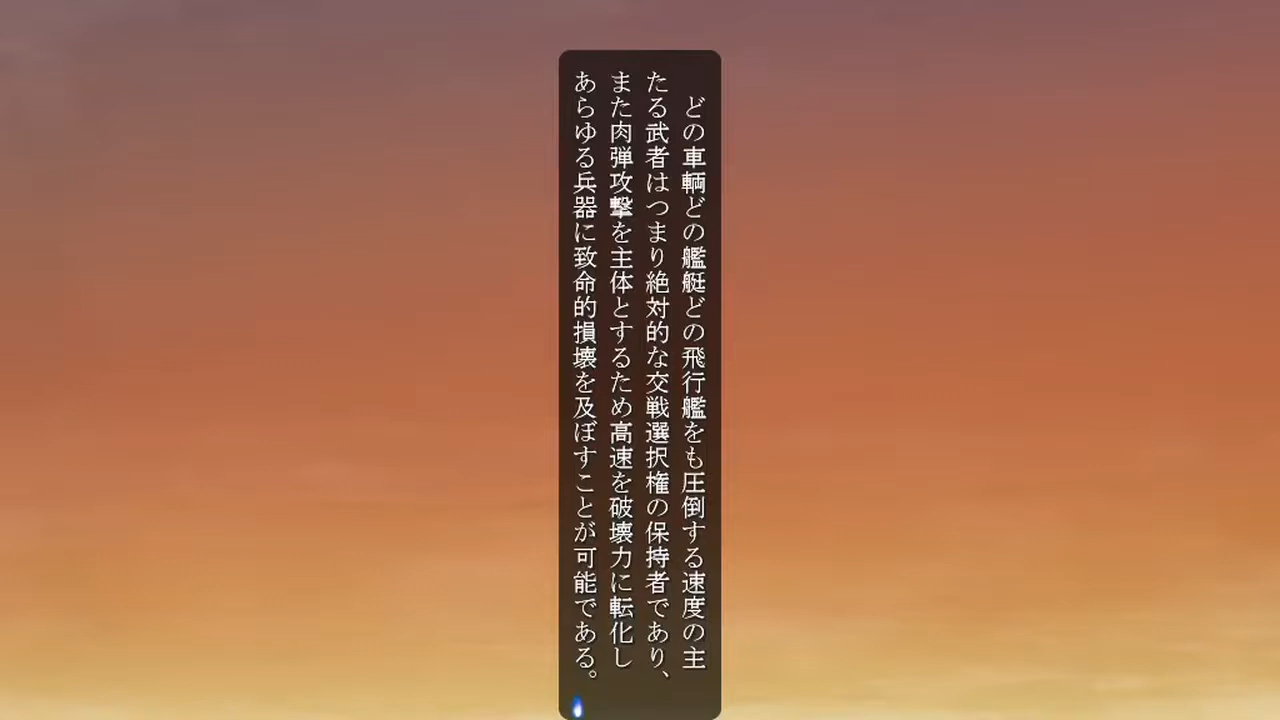 どの車輌どの艦艇どの飛行艦をも圧倒する速度の主
たる武者はつまり絶対的な交戦選択権の保持者であり、
また肉弾攻撃を主体とするため高速を破壊力に転化し
あらゆる兵器に致命的損壊を及ぼすことが可能である。